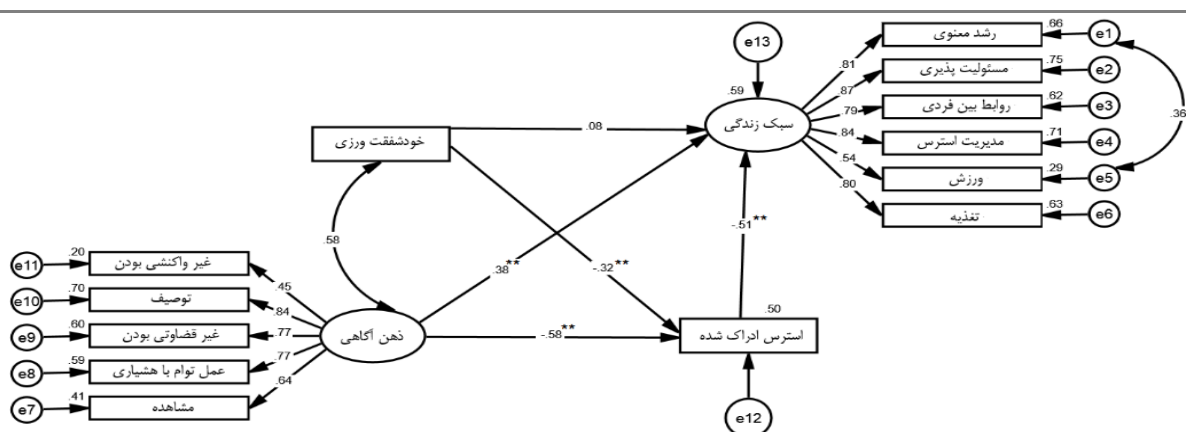 e13
.59
سبک زندگی
.66
رشد معنوی
e1
.75
مسئولیت پذیری
e2
.62
روابط بین فردی
e3
.71
مدیریت استرس
e4
.29
ورزش
e5
.63
تغذیه
e6
.36
.81
.87
.79
.84
.54
.80
خودشفقت ورزی
.08
.58
.38**
-.32**
-.51**
-.58**
.50
استرس ادراک شده
e12
ذهن آگاهی
.45
.84
.77
.77
.64
e11
.20
غیر واکنشی بودن
e10
.70
توصیف
e9
.60
غیر قضاوتی بودن
e8
.59
عمل توام با هشیاری
e7
.41
مشاهده